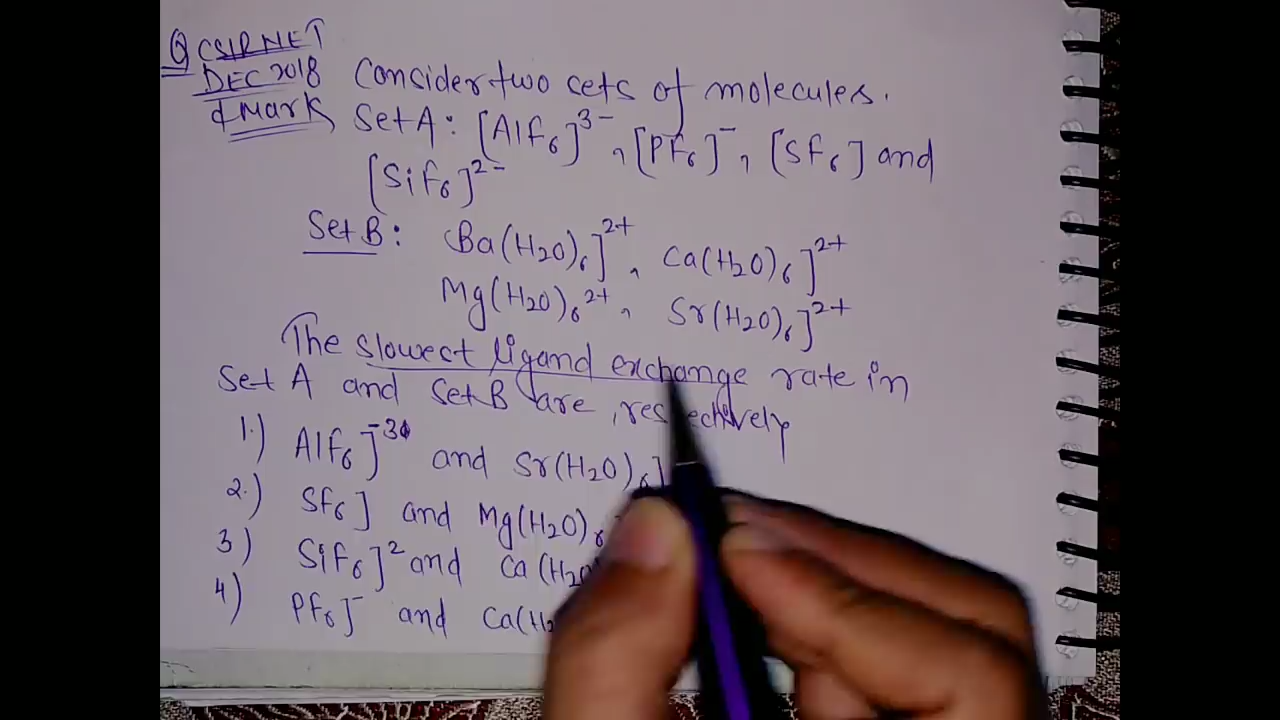 Q CSIR NET
DEC 2018
4 Mark
Consider two sets of molecules.
Set A: [AlF6]3-, [PF6]-, [SF6] and
[SiF6]2-
Set B: Ba(H2O)6]2+, Ca(H2O)6]2+
Mg(H2O)6 2+, Sr(H2O)6]2+
The slowest ligand exchange rate in
Set A and Set B are, respectively
1.) AlF6]-3 and Sr(H2O)6]
2.) SF6] and Mg(H2O)6
3) SiF6]2 and Ca(H2O
4) PF6]- and Ca(H2